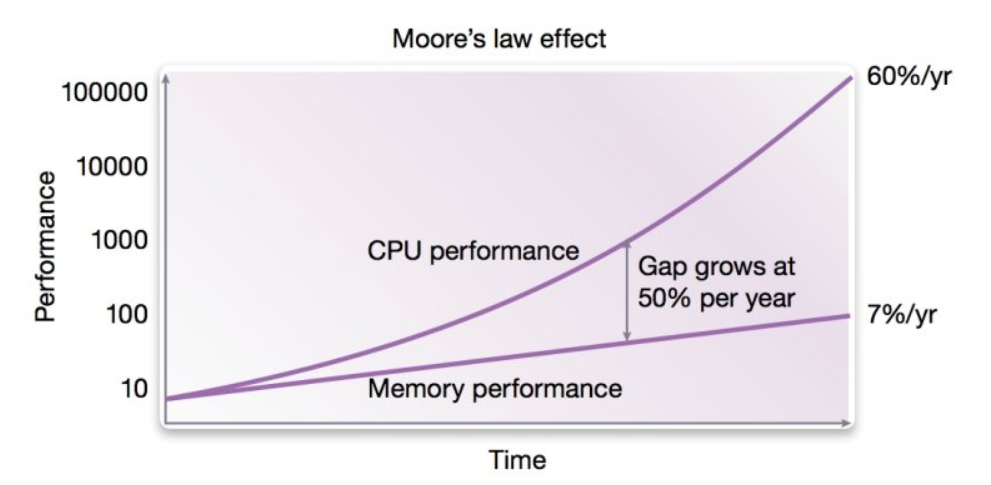 Moore’s law effect
100000
10000
1000
100
10
Performance
60%/yr
CPU performance
Gap grows at
50% per year
7%/yr
Memory performance
Time